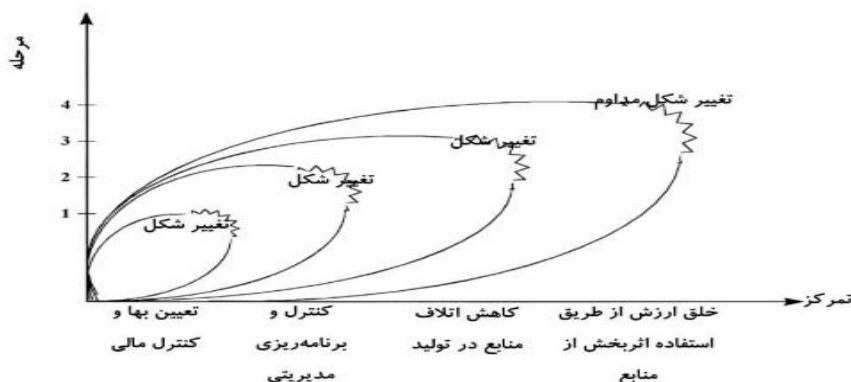 مرحله
4
تغییر شکل مداوم
3
تغییر شکل
2
تغییر شکل
1
تغییر شکل
تمرکز
خلق ارزش از طریق
استفاده اثربخش از
منابع
کاهش اتلاف
منابع در تولید
کنترل و
برنامه‌ریزی
مدیریتی
تعیین بها و
کنترل مالی